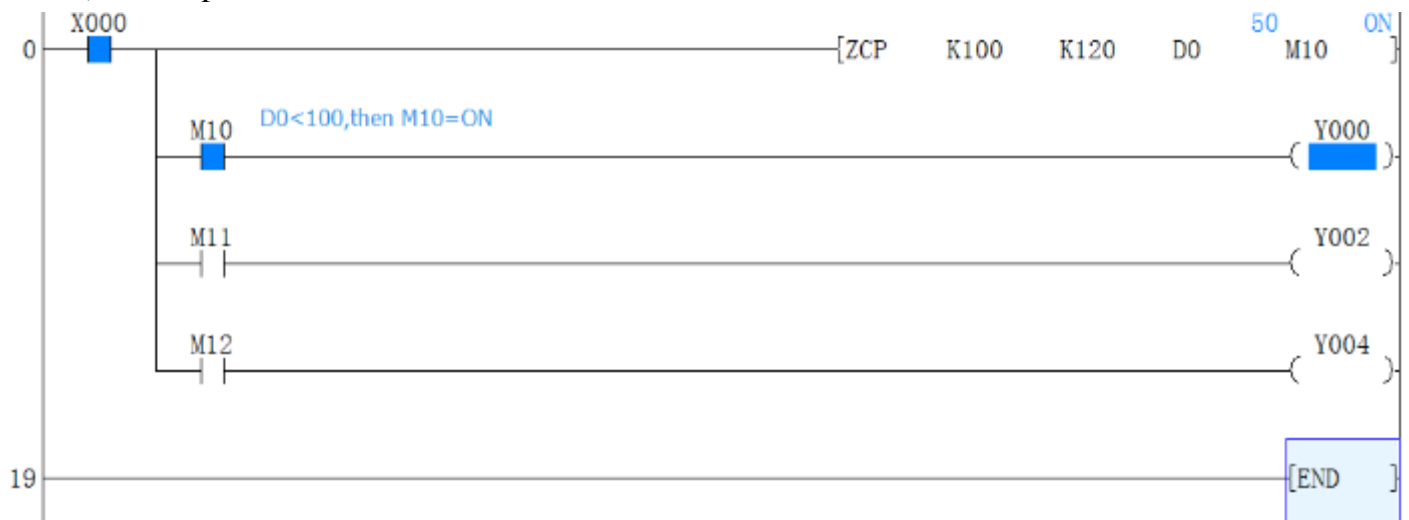 X000 50 ON
0 [ZCP K100 K120 D0 M10 ]
M10 D0<100,then M10=ON Y000
( )
M11 Y002
( )
M12 Y004
( )
19 [END ]